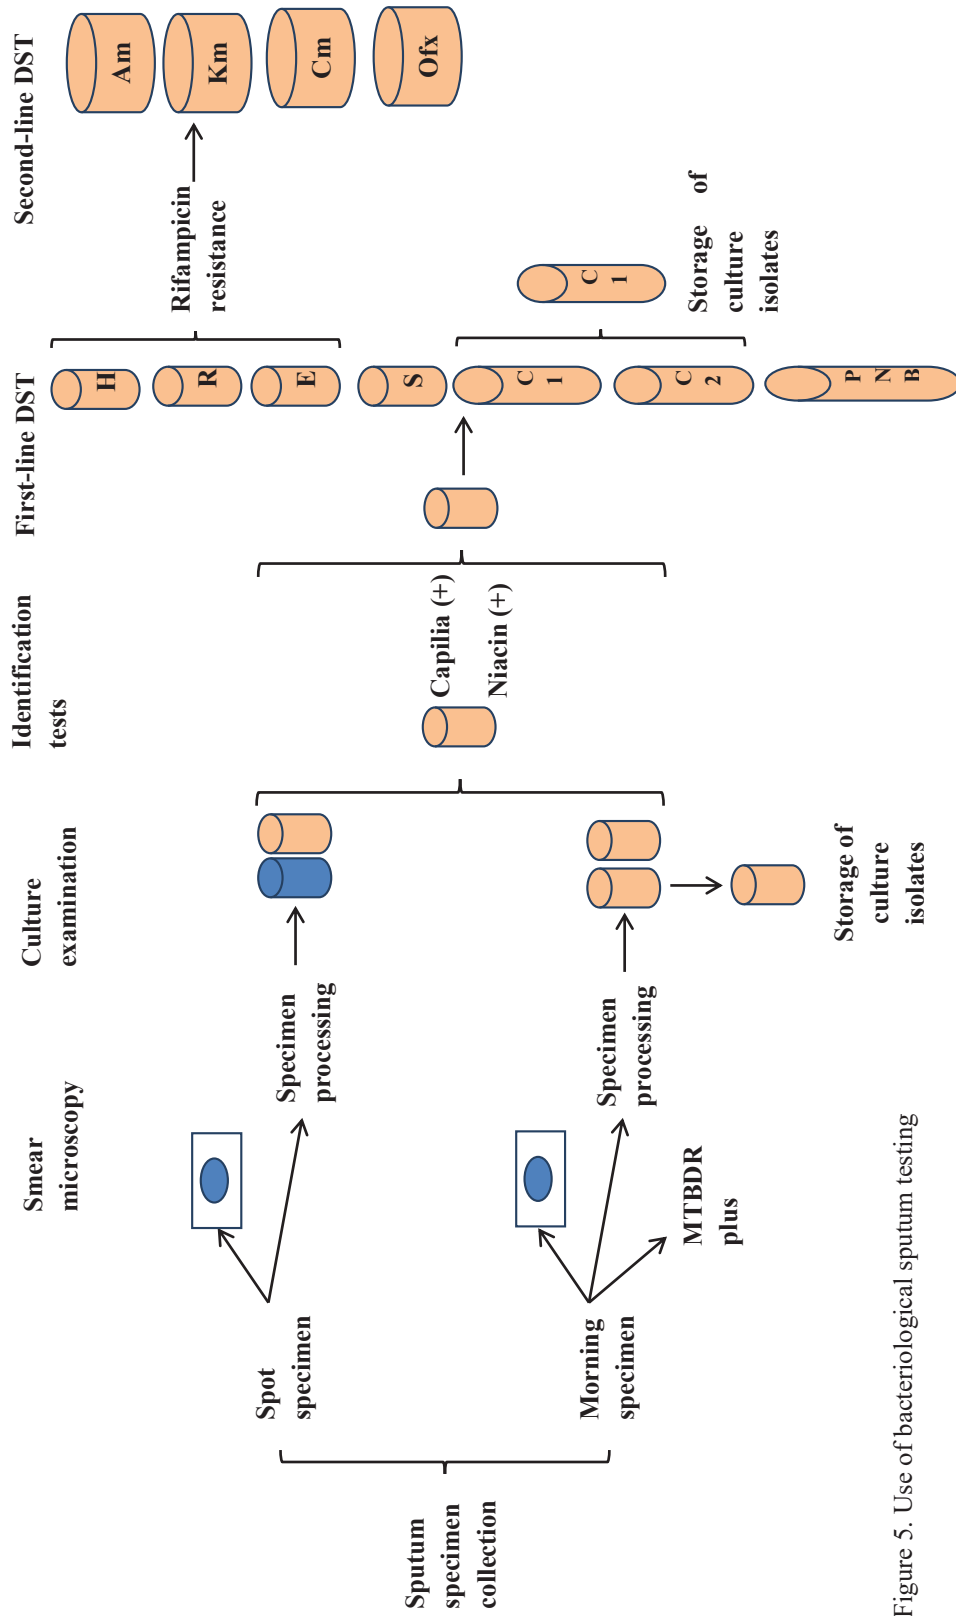 Sputum
specimen
collection
Spot
specimen
Morning
specimen
Smear
microscopy
MTBDR
plus
Specimen
processing
Specimen
processing
Culture
examination
Storage of
culture
isolates
Identification
tests
Capilia (+)
Niacin (+)
First-line DST
H
R
E
S
C
1
C
2
P
N
B
Rifampicin
resistance
C
1
Storage of
culture
isolates
Second-line DST
Am
Km
Cm
Ofx
Figure 5. Use of bacteriological sputum testing